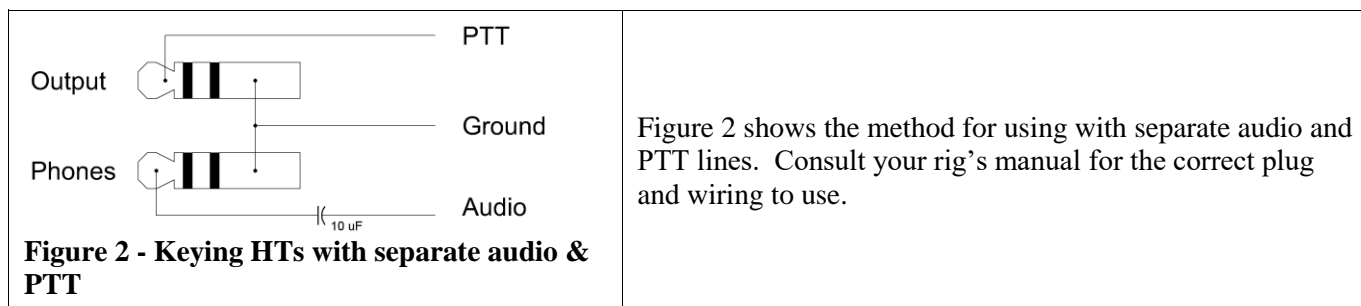 PTT
Output
Ground
Phones
Audio
10 uF
Figure 2 - Keying HTs with separate audio &
PTT
Figure 2 shows the method for using with separate audio and
PTT lines.  Consult your rig’s manual for the correct plug
and wiring to use.